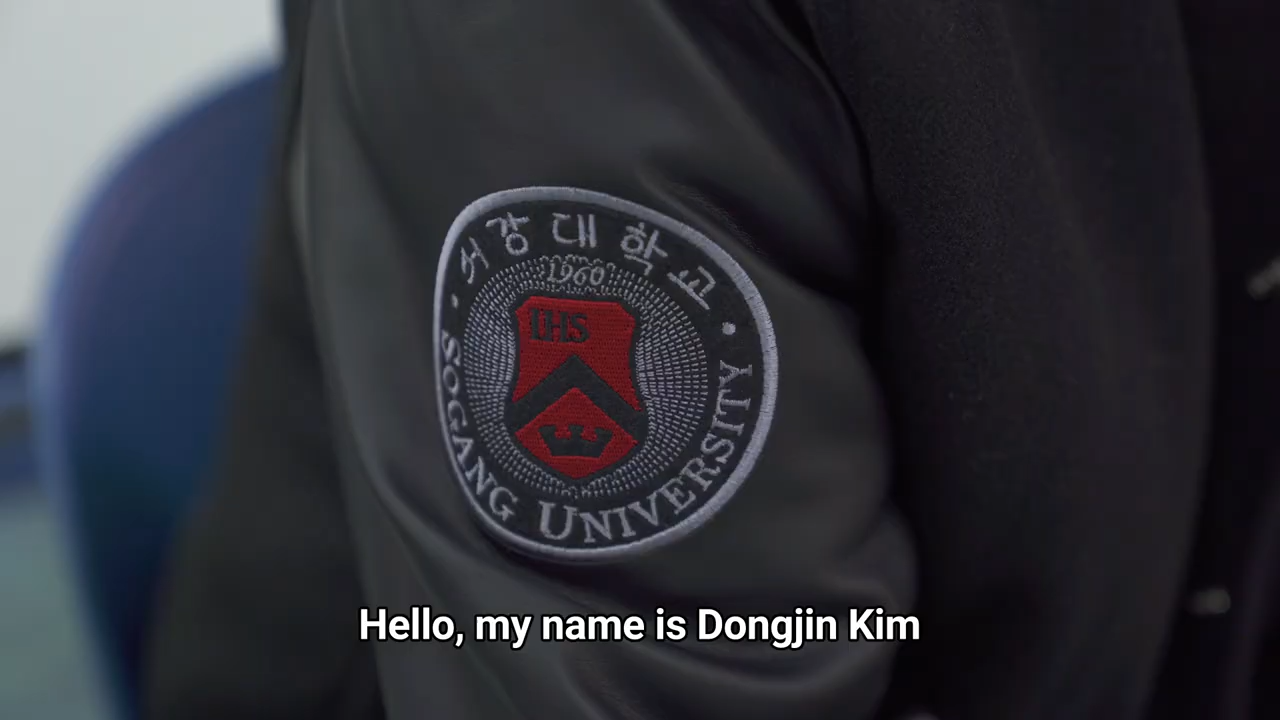 서강대학교
1960
IHS
SOGANG UNIVERSITY
Hello, my name is Dongjin Kim